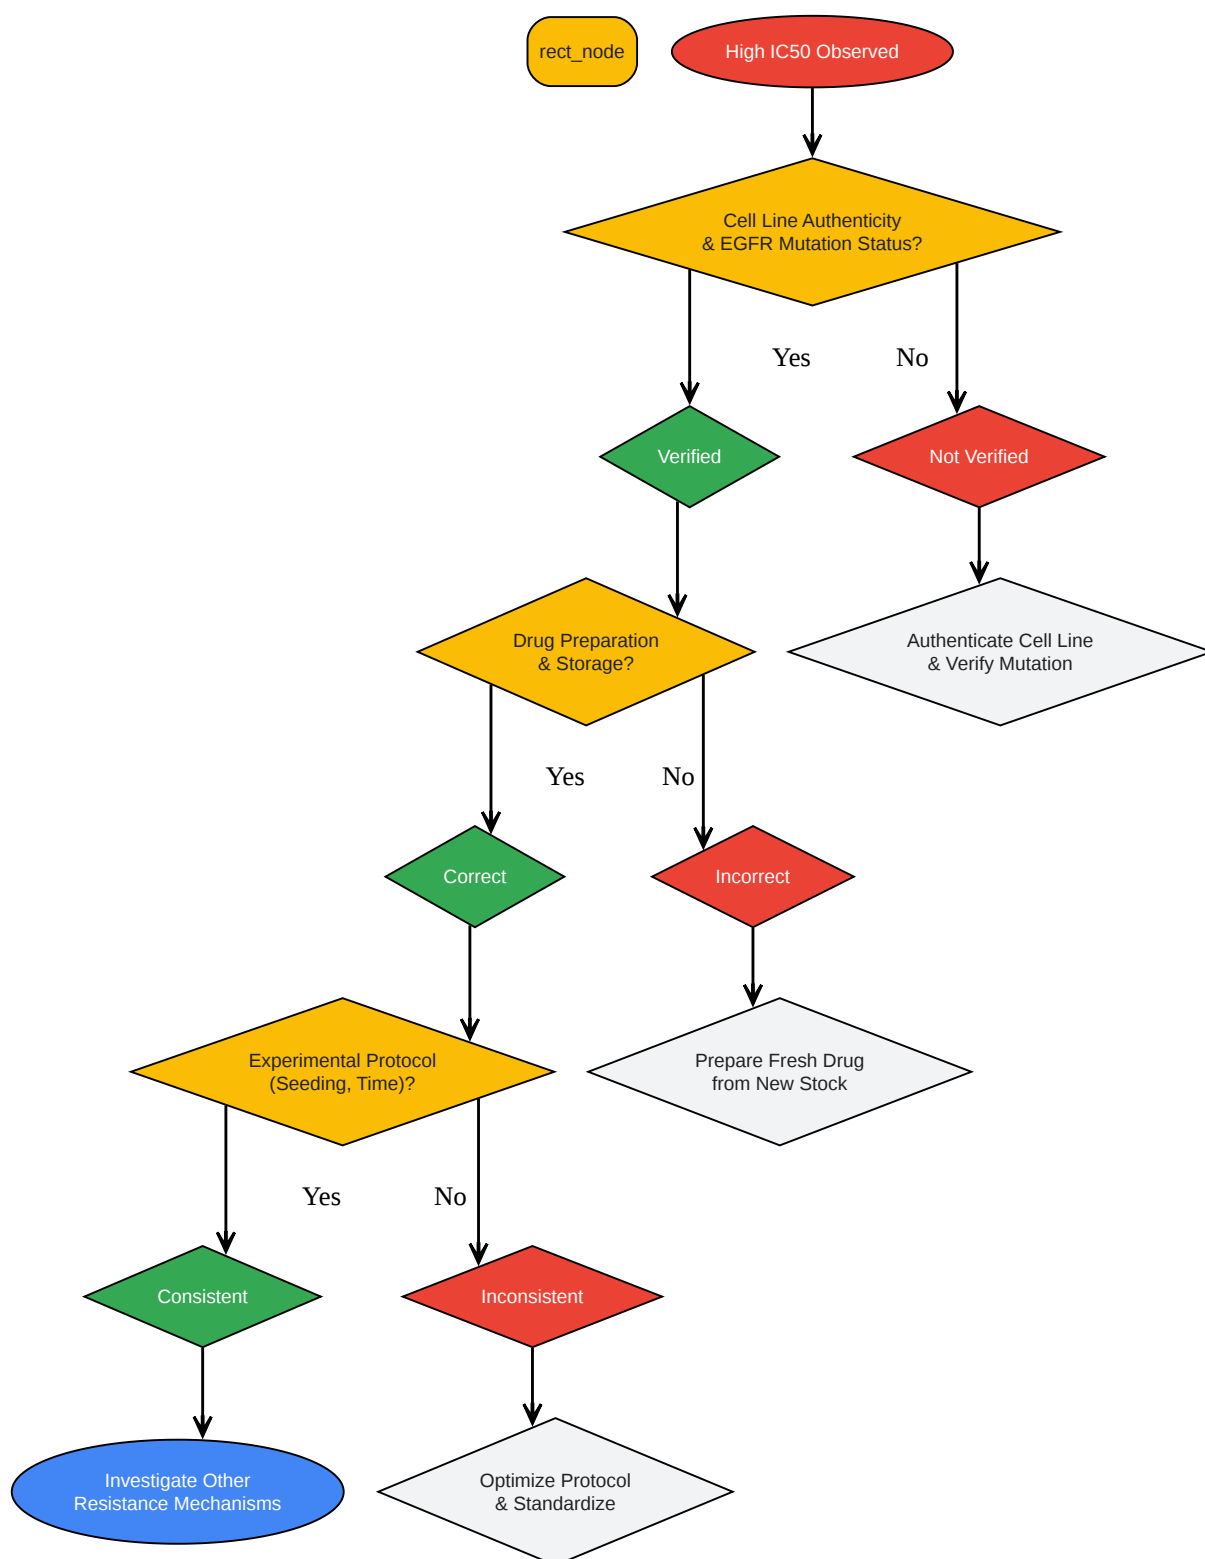 rect_node
High IC50 Observed
Cell Line Authenticity
& EGFR Mutation Status?
Yes
No
Verified
Not Verified
Drug Preparation
& Storage?
Authenticate Cell Line
& Verify Mutation
Yes
No
Correct
Incorrect
Experimental Protocol
(Seeding, Time)?
Prepare Fresh Drug
from New Stock
Yes
No
Consistent
Inconsistent
Investigate Other
Resistance Mechanisms
Optimize Protocol
& Standardize